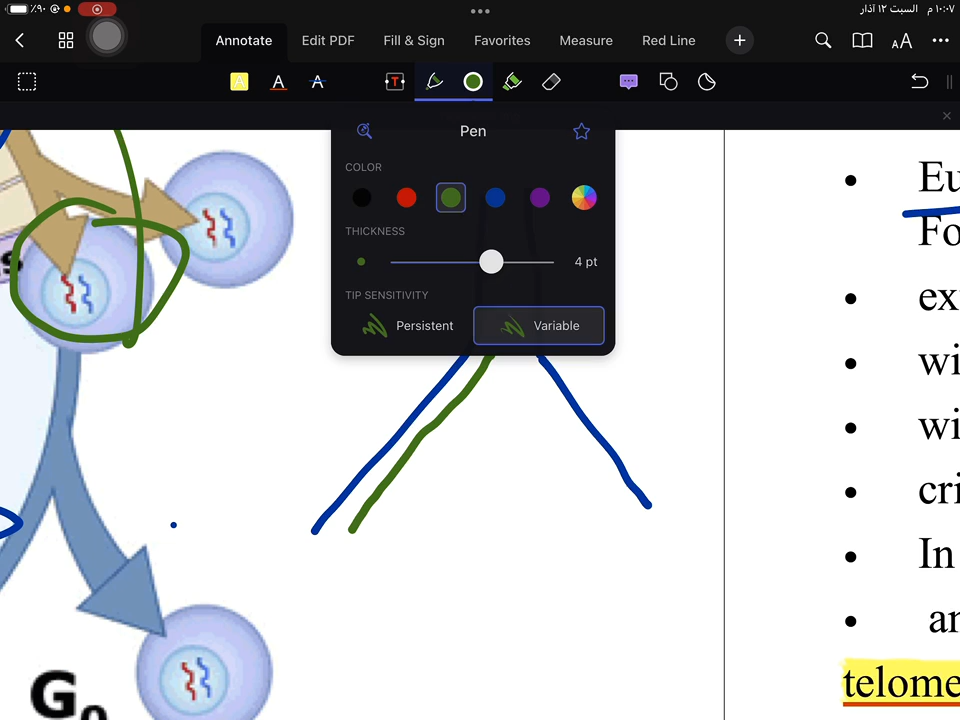 ٪٩٠
١٠:٠٧ م السبت ١٢ آذار
Annotate
Edit PDF
Fill & Sign
Favorites
Measure
Red Line
Pen
COLOR
THICKNESS
4 pt
TIP SENSITIVITY
Persistent
Variable
s
G₀
• Eu
Fo
• ex
• wi
• wi
• cri
• In
• an
telome